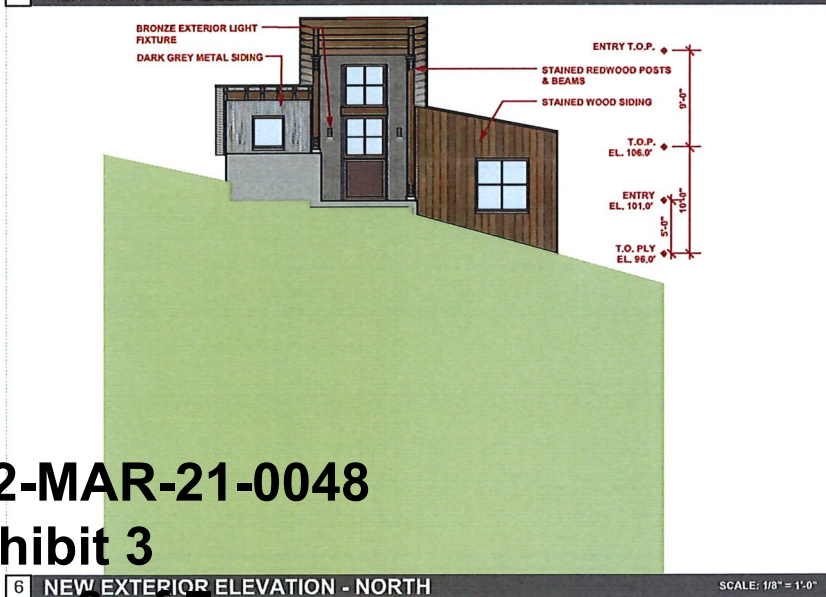 BRONZE EXTERIOR LIGHT
FIXTURE
DARK GREY METAL SIDING
ENTRY T.O.P.
STAINED REDWOOD POSTS
& BEAMS
STAINED WOOD SIDING
9'-0"
T.O.P.
EL. 106.0'
ENTRY
EL. 101.0'
10'-0"
5'-0"
T.O. PLY
EL. 96.0'
2-MAR-21-0048
hibit 3
6 NEW EXTERIOR ELEVATION - NORTH
SCALE: 1/8" = 1'-0"